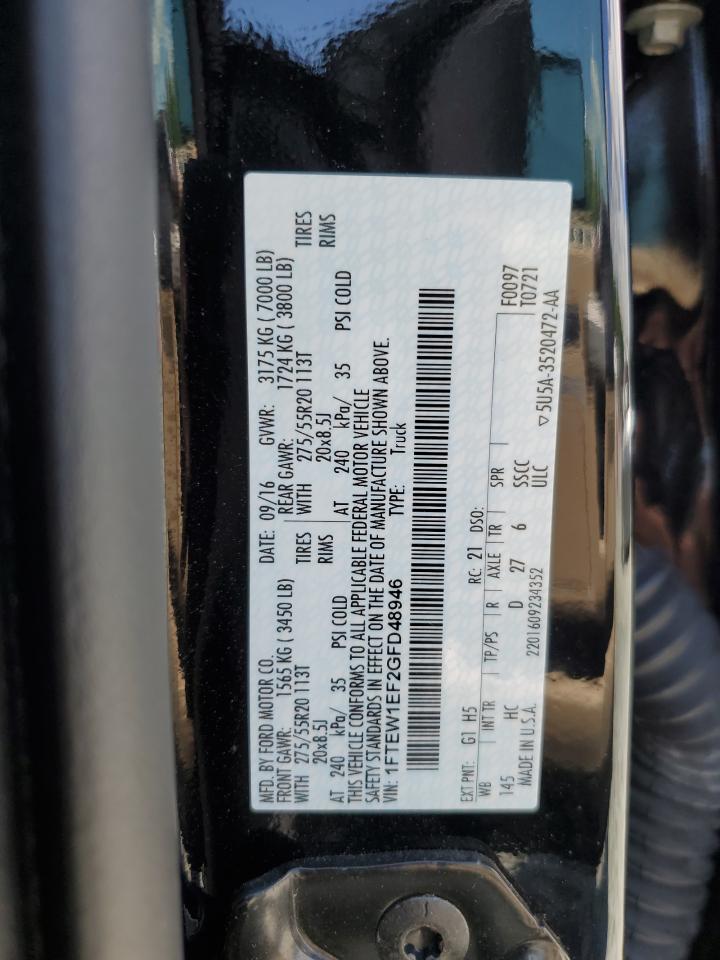 MFD. BY FORD MOTOR CO. DATE: 09/16 GVWR: 3175 KG ( 7000 LB)
FRONT GAWR: 1565 KG ( 3450 LB) REAR GAWR: 1724 KG ( 3800 LB)
WITH 275/55R20 113T TIRES WITH 275/55R20 113T TIRES
20x8.5J RIMS 20x8.5J RIMS
AT 240 kPa/ 35 PSI COLD AT 240 kPa/ 35 PSI COLD
THIS VEHICLE CONFORMS TO ALL APPLICABLE FEDERAL MOTOR VEHICLE
SAFETY STANDARDS IN EFFECT ON THE DATE OF MANUFACTURE SHOWN ABOVE.
VIN: 1FTEW1EF2GFD48946 TYPE: Truck
EXT PNT: G1 H5 RC: 21 DSO:
WB INT TR TP/PS R AXLE TR SPR F0097
145 HC D 27 6 SSCC T0721
ULC
MADE IN U.S.A. 2201609234352 ▽5U5A-3520472-AA